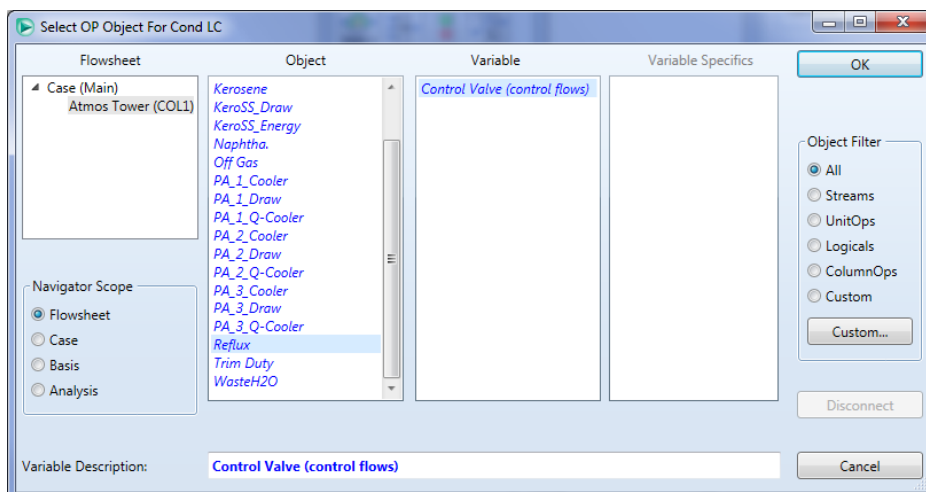 Select OP Object For Cond LC
Flowsheet
Object
Variable
Variable Specifics
OK
Case (Main)
Atmos Tower (COL1)
Kerosene
KeroSS_Draw
KeroSS_Energy
Naphtha.
Off Gas
PA_1_Cooler
PA_1_Draw
PA_1_Q-Cooler
PA_2_Cooler
PA_2_Draw
PA_2_Q-Cooler
PA_3_Cooler
PA_3_Draw
PA_3_Q-Cooler
Reflux
Trim Duty
WasteH2O
Control Valve (control flows)
Object Filter
All
Streams
UnitOps
Logicals
ColumnOps
Custom
Custom...
Navigator Scope
Flowsheet
Case
Basis
Analysis
Disconnect
Variable Description:
Control Valve (control flows)
Cancel